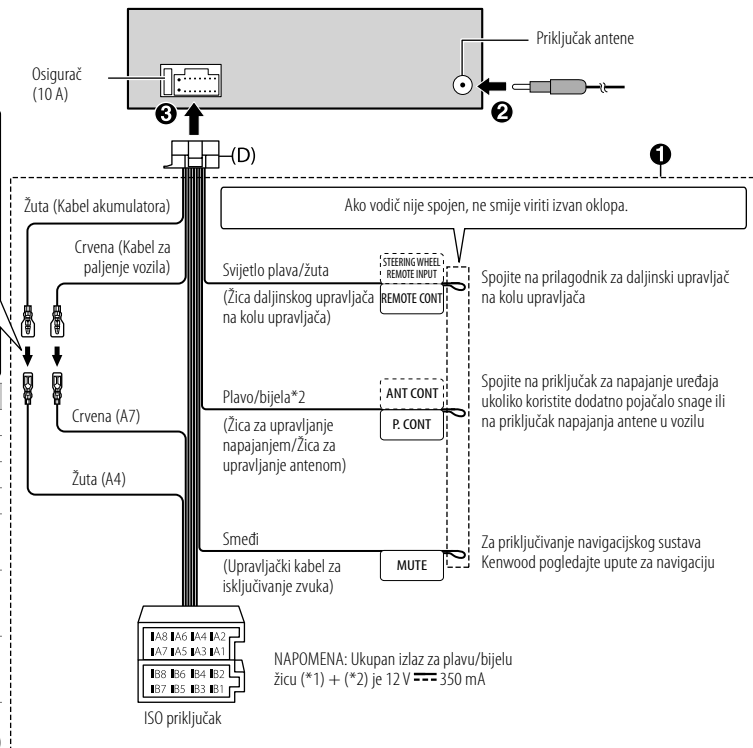 Priključak antene
Osigurač
(10 A)
❸
❷
(D)
❶
Žuta (Kabel akumulatora)
Ako vodič nije spojen, ne smije viriti izvan oklopa.
Crvena (Kabel za
paljenje vozila)
Svijetlo plava/žuta
(Žica daljinskog upravljača
na kolu upravljača)
STEERING WHEEL
REMOTE INPUT
REMOTE CONT
Spojite na prilagodnik za daljinski upravljač
na kolu upravljača
Plavo/bijela*2
(Žica za upravljanje
napajanjem/Žica za
upravljanje antenom)
ANT CONT
P. CONT
Spojite na priključak za napajanje uređaja
ukoliko koristite dodatno pojačalo snage ili
na priključak napajanja antene u vozilu
Crvena (A7)
Žuta (A4)
Smeđi
(Upravljački kabel za
isključivanje zvuka)
MUTE
Za priključivanje navigacijskog sustava
Kenwood pogledajte upute za navigaciju
A8 A6 A4 A2
A7 A5 A3 A1
B8 B6 B4 B2
B7 B5 B3 B1
ISO priključak
NAPOMENA: Ukupan izlaz za plavu/bijelu
žicu (*1) + (*2) je 12 V ⎓ 350 mA